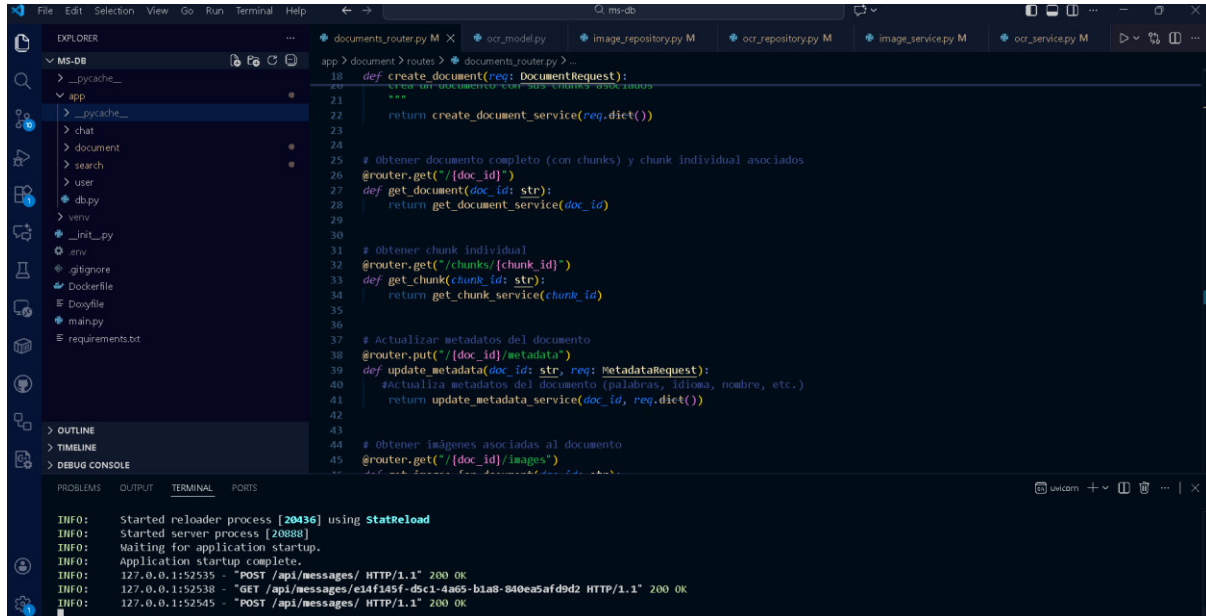 File Edit Selection View Go Run Terminal Help
ms-db
EXPLORER
MS-DB
__pycache__
app
__pycache__
chat
document
search
user
db.py
venv
__init__.py
.env
.gitignore
Dockerfile
Doxyfile
main.py
requirements.txt
OUTLINE
TIMELINE
DEBUG CONSOLE
10
1
1
documents_router.py M
ocr_model.py
image_repository.py M
ocr_repository.py M
image_service.py M
ocr_service.py M
app > document > routes > documents_router.py > ...
18 def create_document(req: DocumentRequest):
20 Crea un documento con sus chunks asociados
21 """
22 return create_document_service(req.dict())
23
24
25 # Obtener documento completo (con chunks) y chunk individual asociados
26 @router.get("/{doc_id}")
27 def get_document(doc_id: str):
28 return get_document_service(doc_id)
29
30
31 # Obtener chunk individual
32 @router.get("/chunks/{chunk_id}")
33 def get_chunk(chunk_id: str):
34 return get_chunk_service(chunk_id)
35
36
37 # Actualizar metadatos del documento
38 @router.put("/{doc_id}/metadata")
39 def update_metadata(doc_id: str, req: MetadataRequest):
40 #Actualiza metadatos del documento (palabras, idioma, nombre, etc.)
41 return update_metadata_service(doc_id, req.dict())
42
43
44 # Obtener imágenes asociadas al documento
45 @router.get("/{doc_id}/images")
PROBLEMS OUTPUT TERMINAL PORTS
uvicorn
INFO: Started reloader process [20436] using StatReload
INFO: Started server process [20888]
INFO: Waiting for application startup.
INFO: Application startup complete.
INFO: 127.0.0.1:52535 - "POST /api/messages/ HTTP/1.1" 200 OK
INFO: 127.0.0.1:52538 - "GET /api/messages/e14f145f-d5c1-4a65-b1a8-840ea5afd9d2 HTTP/1.1" 200 OK
INFO: 127.0.0.1:52545 - "POST /api/messages/ HTTP/1.1" 200 OK